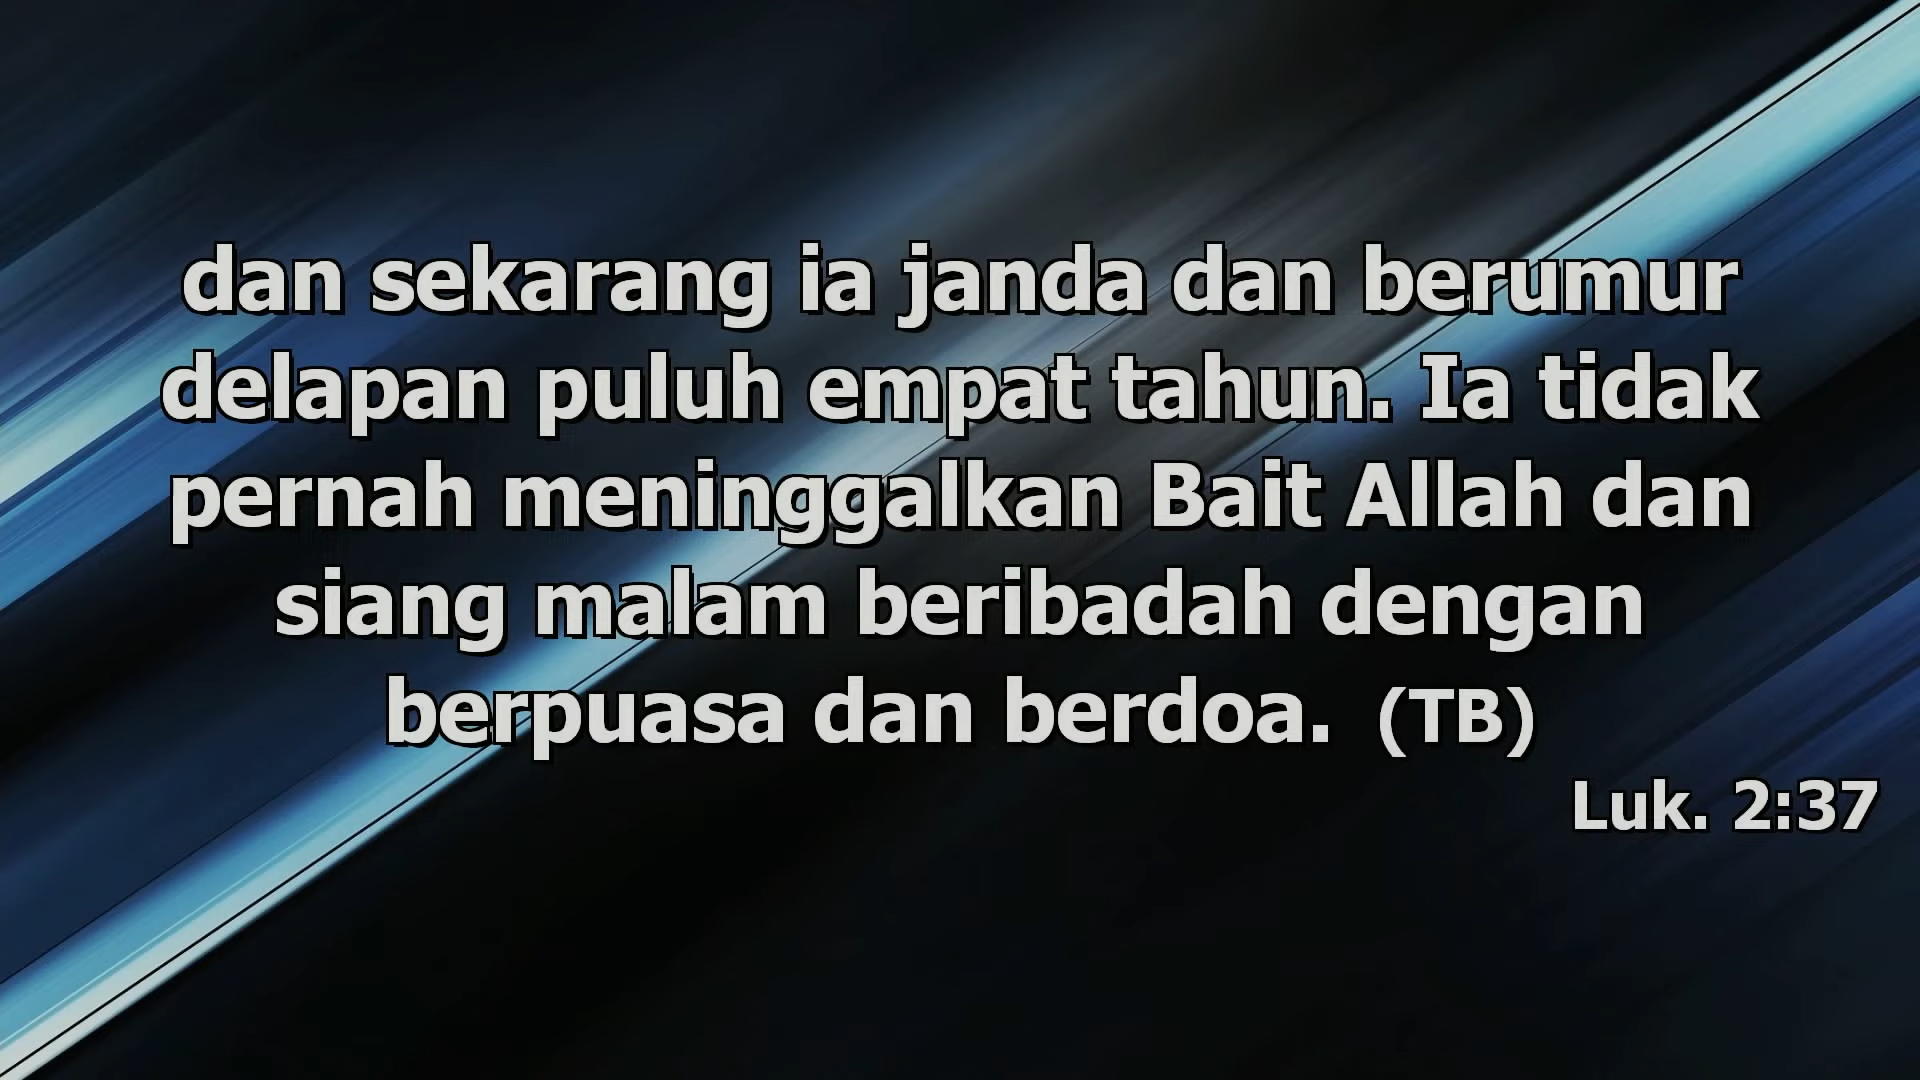 dan sekarang ia janda dan berumur
delapan puluh empat tahun. Ia tidak
pernah meninggalkan Bait Allah dan
siang malam beribadah dengan
berpuasa dan berdoa. (TB)
Luk. 2:37